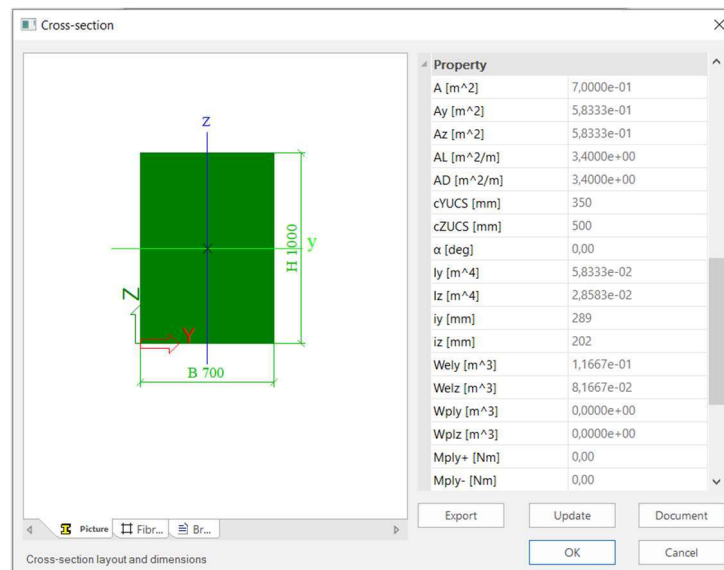 Cross-section
z
H 1000
y
Z
Y
B 700
Picture
Fibr...
Br...
Cross-section layout and dimensions
Property
A [m^2] 7,0000e-01
Ay [m^2] 5,8333e-01
Az [m^2] 5,8333e-01
AL [m^2/m] 3,4000e+00
AD [m^2/m] 3,4000e+00
cYUCS [mm] 350
cZUCS [mm] 500
α [deg] 0,00
Iy [m^4] 5,8333e-02
Iz [m^4] 2,8583e-02
iy [mm] 289
iz [mm] 202
Wely [m^3] 1,1667e-01
Welz [m^3] 8,1667e-02
Wply [m^3] 0,0000e+00
Wplz [m^3] 0,0000e+00
Mply+ [Nm] 0,00
Mply- [Nm] 0,00
Export Update Document
OK Cancel